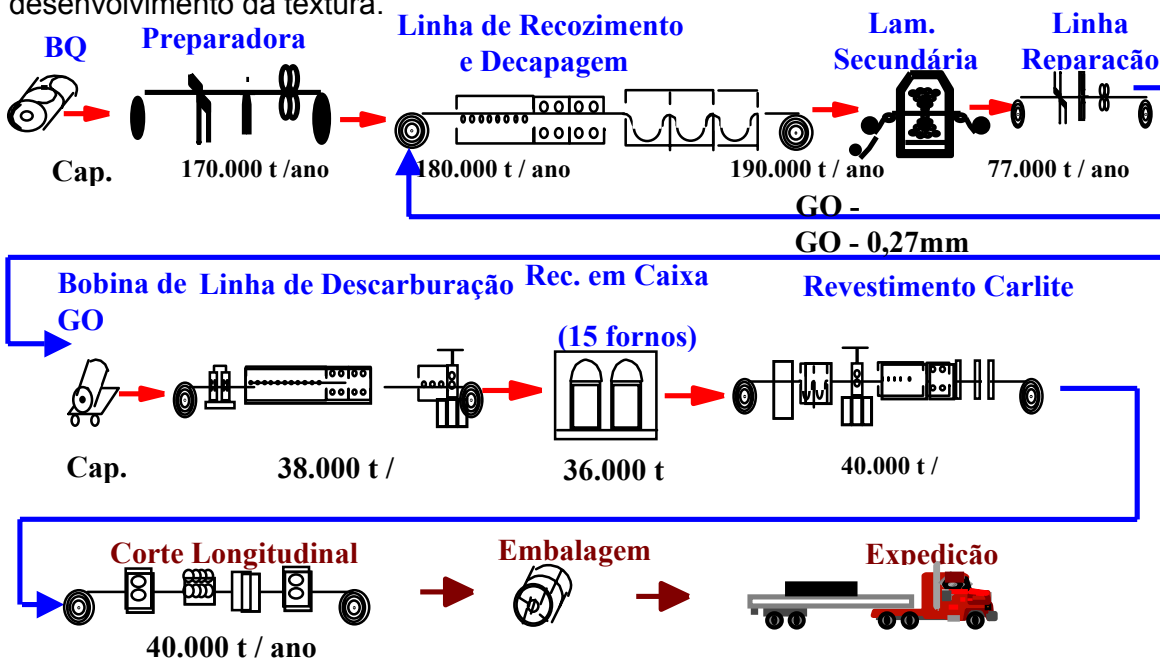 desenvolvimento da textura.
BQ
Preparadora
Linha de Recozimento
e Decapagem
Lam.
Secundária
Linha
Reparação
Cap.
170.000 t /ano
180.000 t / ano
190.000 t / ano
77.000 t / ano
GO -
GO - 0,27mm
Bobina de
GO
Linha de Descarburação
Rec. em Caixa
(15 fornos)
Revestimento Carlite
Cap.
38.000 t /
36.000 t
40.000 t /
Corte Longitudinal
Embalagem
Expedição
40.000 t / ano